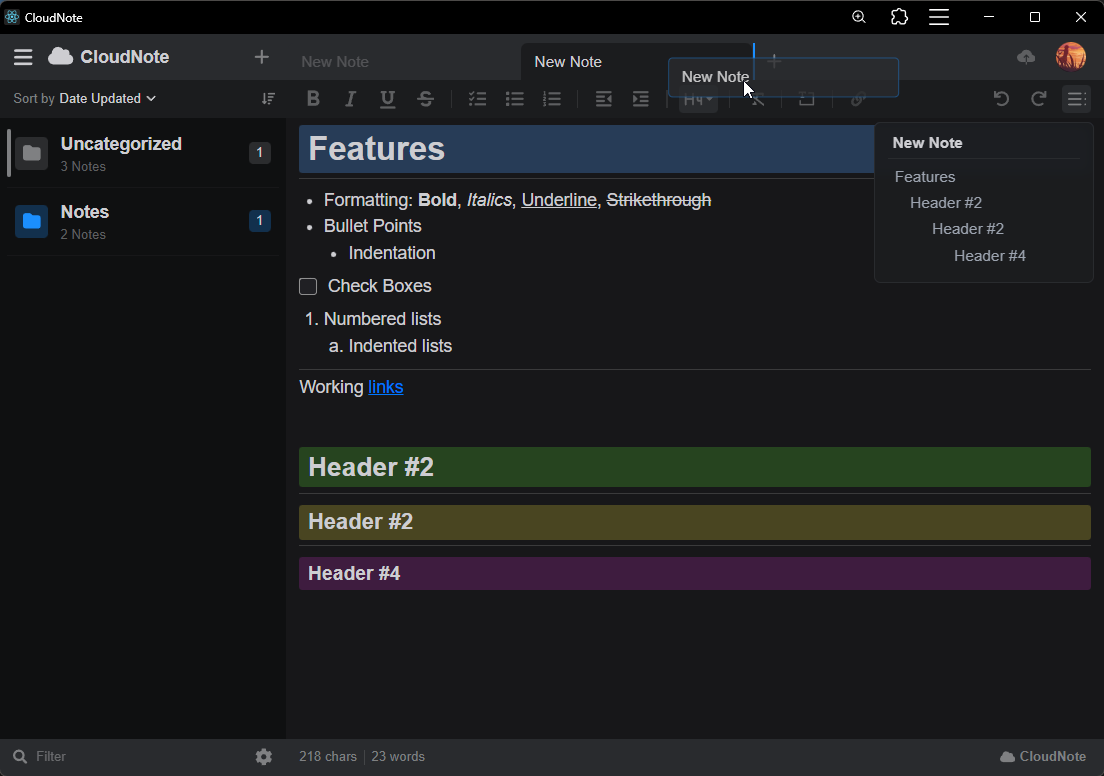 CloudNote
CloudNote
New Note
New Note
New Note
Sort by Date Updated
B I U S
H4
Uncategorized
3 Notes
1
Notes
2 Notes
1
Features
Formatting: Bold, Italics, Underline, Strikethrough
Bullet Points
Indentation
Check Boxes
1. Numbered lists
a. Indented lists
Working links
Header #2
Header #2
Header #4
New Note
Features
Header #2
Header #2
Header #4
Filter
218 chars
23 words
CloudNote